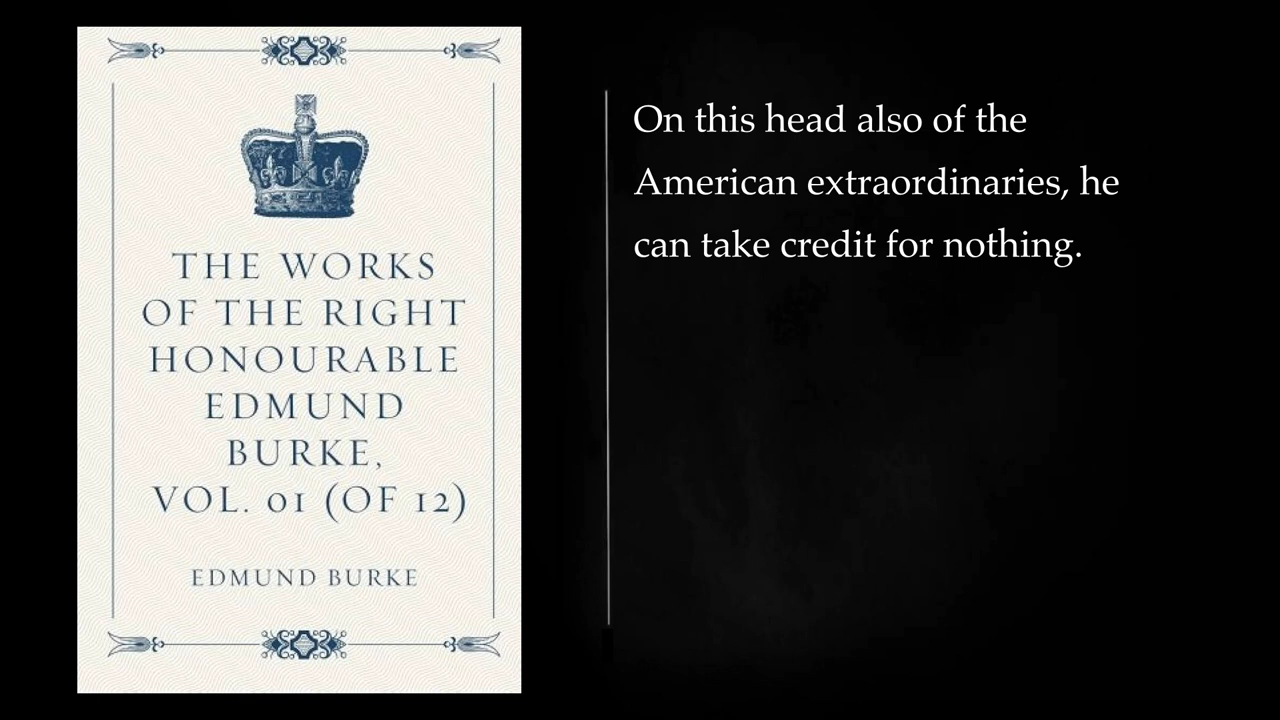 THE WORKS
OF THE RIGHT
HONOURABLE
EDMUND
BURKE,
VOL. 01 (OF 12)
EDMUND BURKE
On this head also of the
American extraordinaries, he
can take credit for nothing.